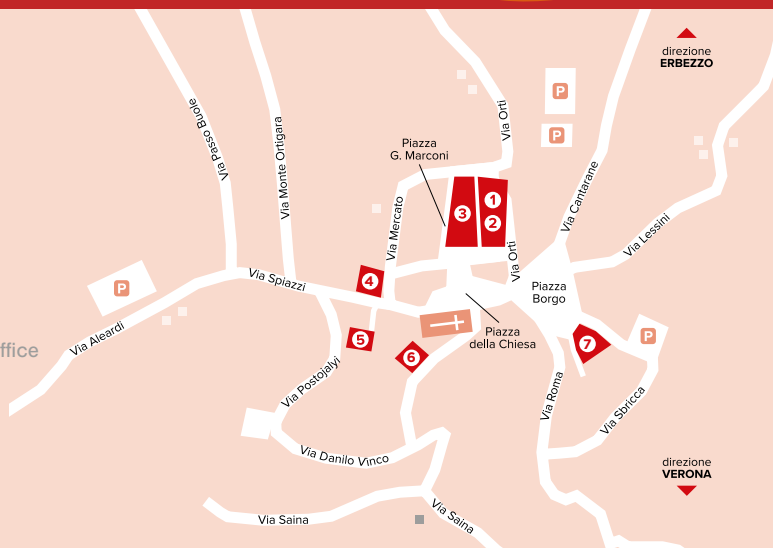 direzione
ERBEZZO
P
P
Via Passo Buole
Via Monte Ortigara
Via Orti
Piazza
G. Marconi
Via Cantarane
1
3
2
Via Mercato
Via Lessini
Via Orti
4
Via Spiazzi
P
Piazza
Borgo
Via Aleardi
ffice
5
6
Piazza
della Chiesa
7
P
Via Postojalyi
Via Roma
Via Sbricca
Via Danilo Vinco
direzione
VERONA
Via Saina
Via Saina